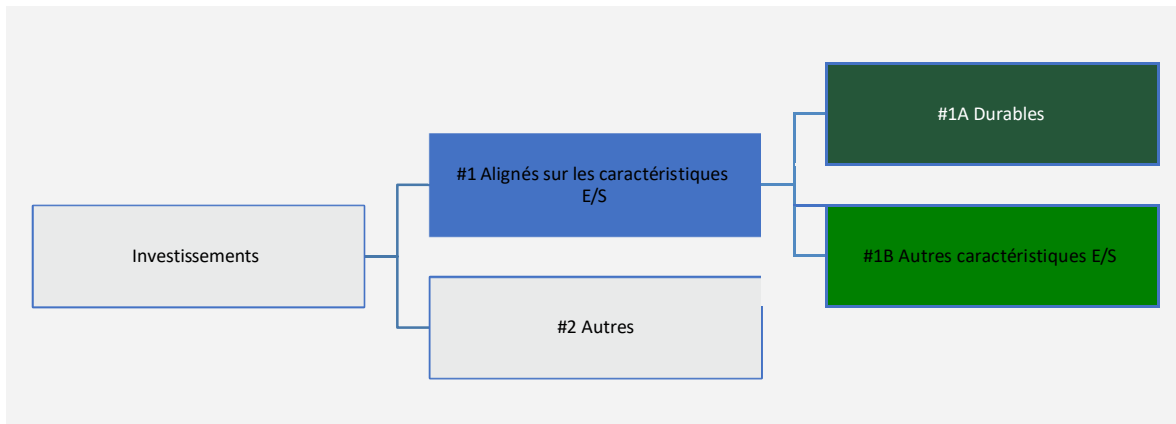 #1A Durables
#1 Alignés sur les caractéristiques
E/S
Investissements
#1B Autres caractéristiques E/S
#2 Autres